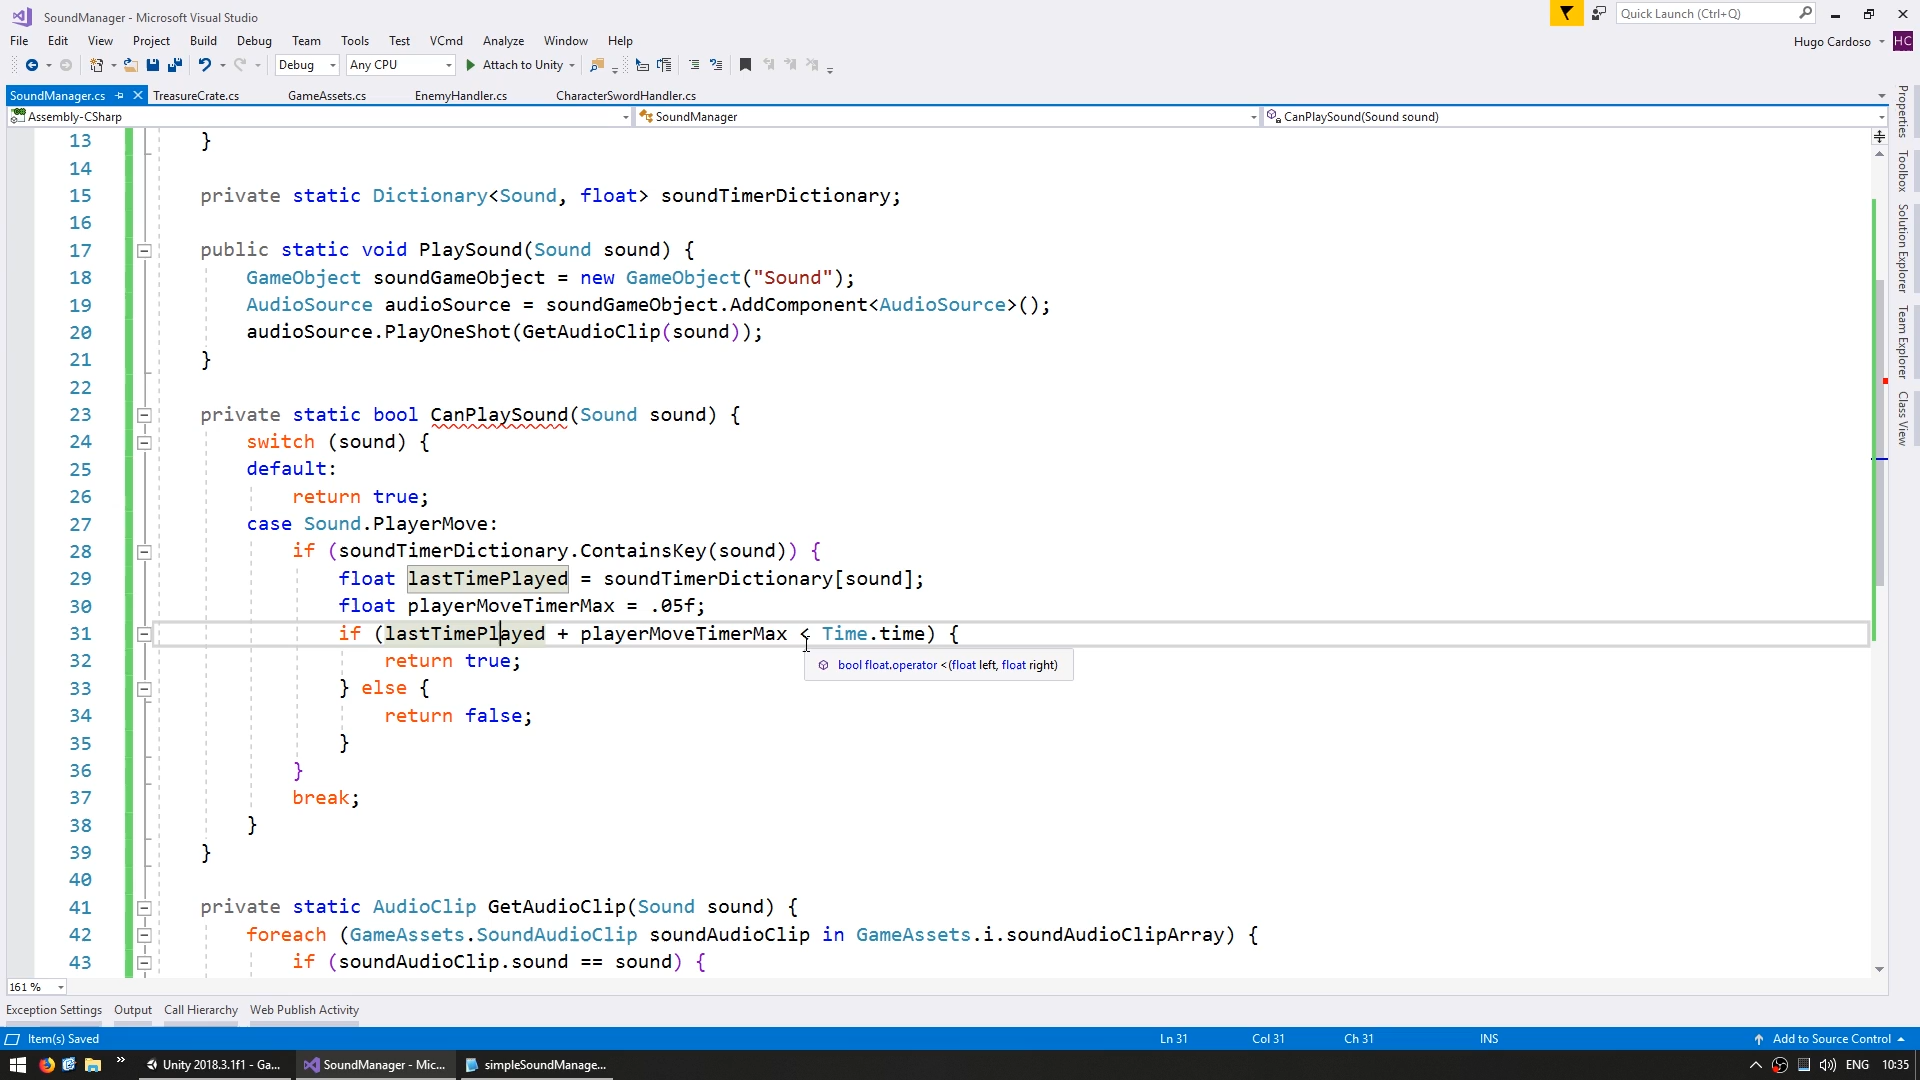 SoundManager - Microsoft Visual Studio
Quick Launch (Ctrl+Q)
File Edit View Project Build Debug Team Tools Test VCmd Analyze Window Help
Hugo Cardoso HC
Debug Any CPU Attach to Unity
SoundManager.cs TreasureCrate.cs GameAssets.cs EnemyHandler.cs CharacterSwordHandler.cs
Assembly-CSharp SoundManager CanPlaySound(Sound sound)
13 }
14
15 private static Dictionary<Sound, float> soundTimerDictionary;
16
17 public static void PlaySound(Sound sound) {
18 GameObject soundGameObject = new GameObject("Sound");
19 AudioSource audioSource = soundGameObject.AddComponent<AudioSource>();
20 audioSource.PlayOneShot(GetAudioClip(sound));
21 }
22
23 private static bool CanPlaySound(Sound sound) {
24 switch (sound) {
25 default:
26 return true;
27 case Sound.PlayerMove:
28 if (soundTimerDictionary.ContainsKey(sound)) {
29 float lastTimePlayed = soundTimerDictionary[sound];
30 float playerMoveTimerMax = .05f;
31 if (lastTimePlayed + playerMoveTimerMax < Time.time) {
32 return true;
bool float.operator <(float left, float right)
33 } else {
34 return false;
35 }
36 }
37 break;
38 }
39 }
40
41 private static AudioClip GetAudioClip(Sound sound) {
42 foreach (GameAssets.SoundAudioClip soundAudioClip in GameAssets.i.soundAudioClipArray) {
43 if (soundAudioClip.sound == sound) {
Properties
Toolbox
Solution Explorer
Team Explorer
Class View
161 %
Exception Settings Output Call Hierarchy Web Publish Activity
Item(s) Saved Ln 31 Col 31 Ch 31 INS Add to Source Control
Unity 2018.3.1f1 - Ga... SoundManager - Mic... simpleSoundManage... ENG 10:35